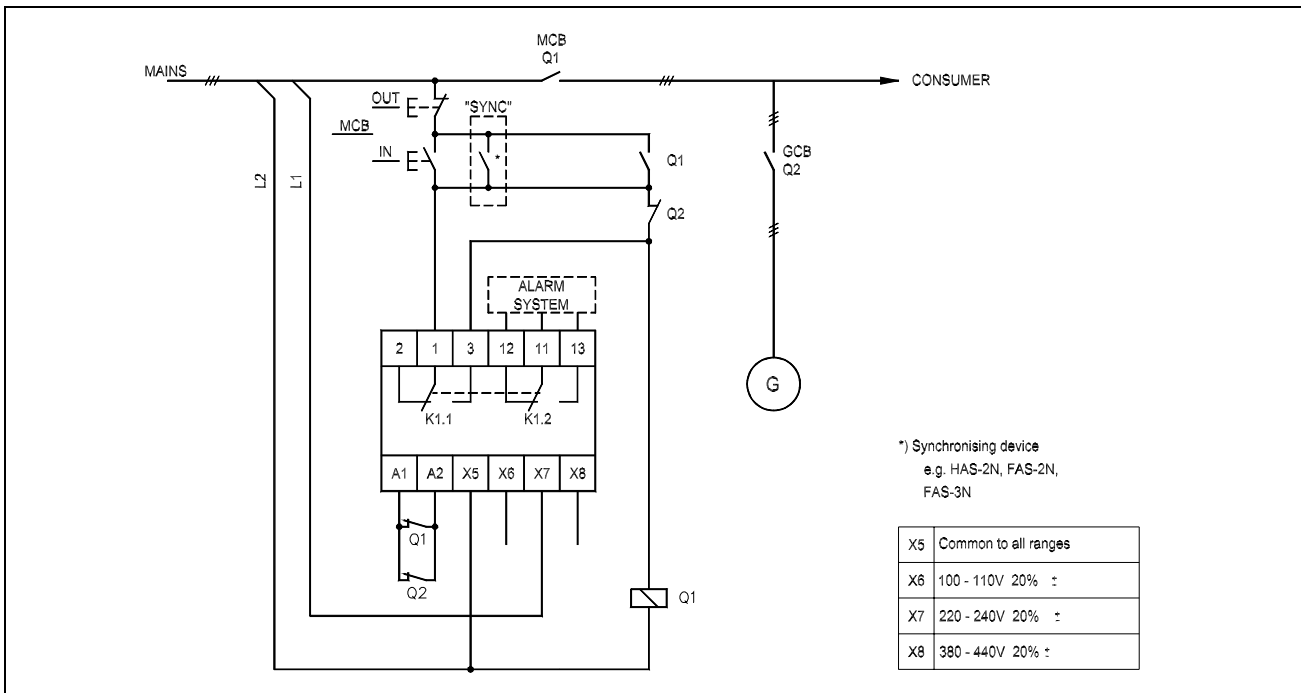 MCB
Q1
MAINS
CONSUMER
OUT
"SYNC"
MCB
IN
*
Q1
GCB
Q2
L2
L1
Q2
ALARM
SYSTEM
2 1 3 12 11 13
K1.1 K1.2
G
A1 A2 X5 X6 X7 X8
Q1
Q2
Q1
*) Synchronising device
e.g. HAS-2N, FAS-2N,
FAS-3N
X5 Common to all ranges
X6 100 - 110V 20% ±
X7 220 - 240V 20% ±
X8 380 - 440V 20% ±